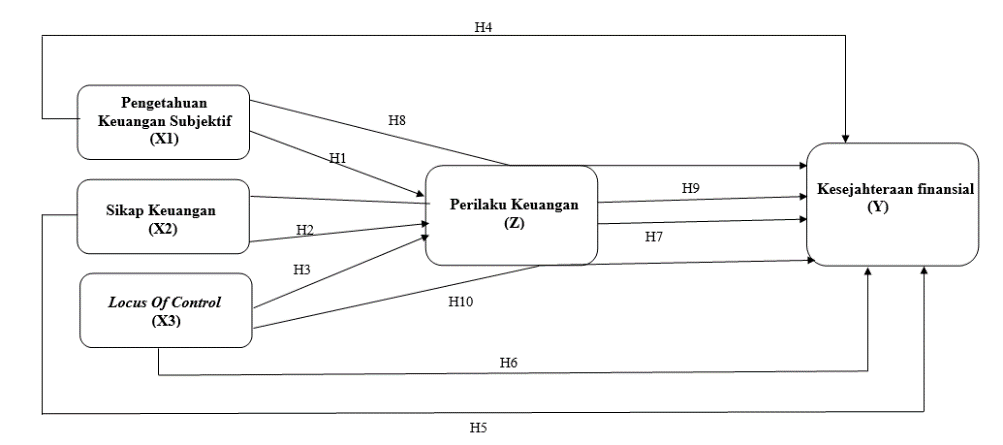 H4
Pengetahuan
Keuangan Subjektif
(X1)
H8
H1
Sikap Keuangan
(X2)
H2
Perilaku Keuangan
(Z)
H9
H7
Kesejahteraan finansial
(Y)
H3
Locus Of Control
(X3)
H10
H6
H5